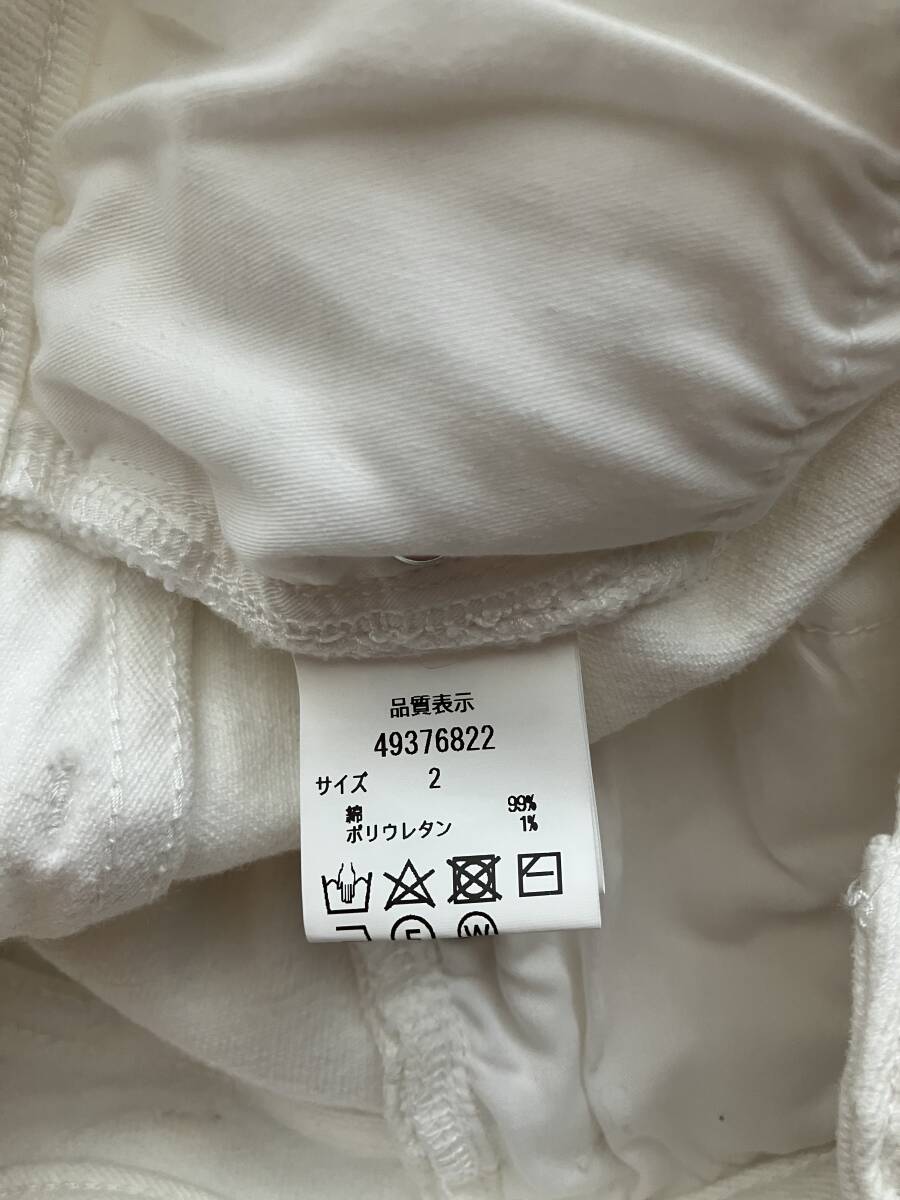 品質表示
49376822
サイズ 2
綿 99%
ポリウレタン 1%
F W